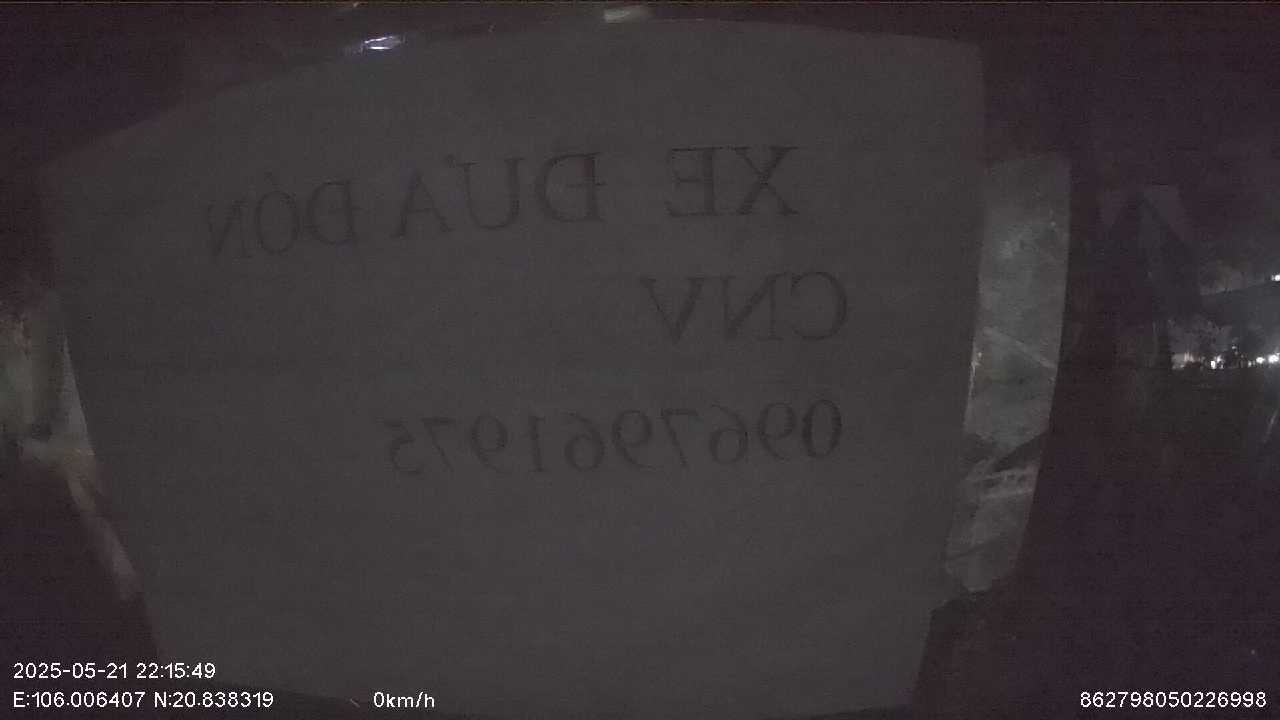 XE ĐƯA ĐÓN
CNV
0967961975
2025-05-21 22:15:49
E:106.006407 N:20.838319
0km/h
862798050226998